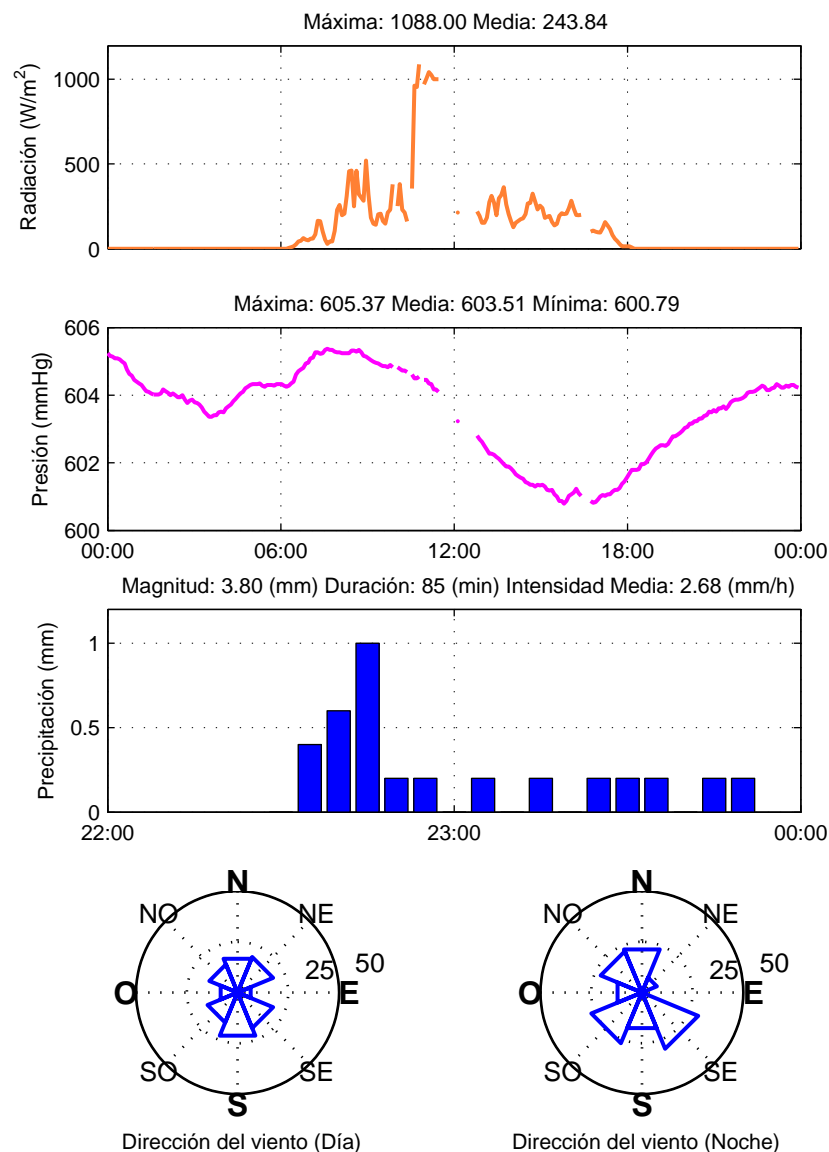 Máxima: 1088.00 Media: 243.84
1000
500
0
Radiación (W/m²)
Máxima: 605.37 Media: 603.51 Mínima: 600.79
606
604
602
600
Presión (mmHg)
00:00 06:00 12:00 18:00 00:00
Magnitud: 3.80 (mm) Duración: 85 (min) Intensidad Media: 2.68 (mm/h)
1
0.5
0
Precipitación (mm)
22:00 23:00 00:00
N
NO NE
25 50
O E
SO SE
S
Dirección del viento (Día)
N
NO NE
25 50
O E
SO SE
S
Dirección del viento (Noche)